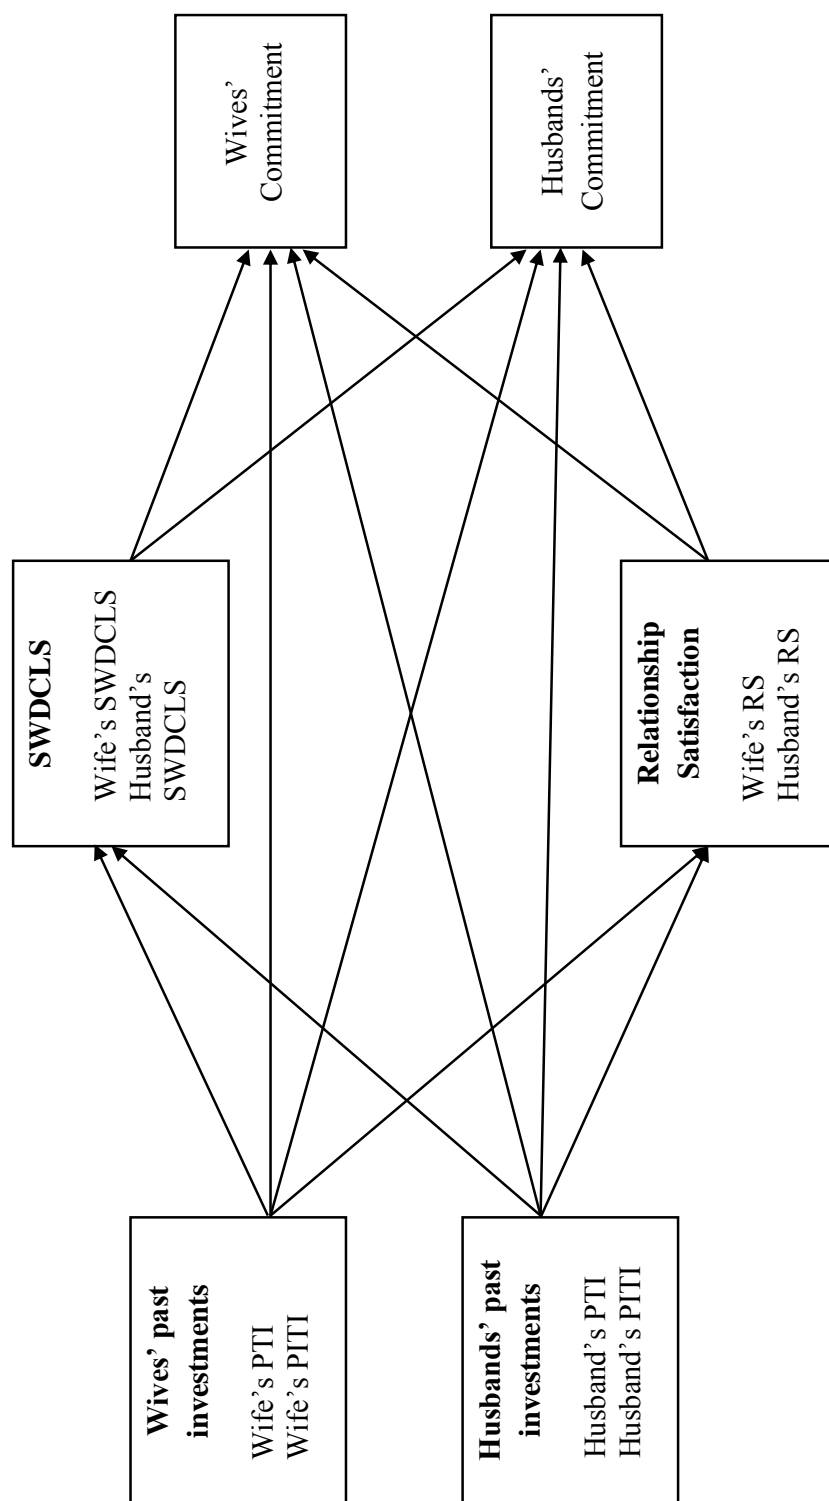 Wives’ past
investments
Wife’s PTI
Wife’s PITI
Husbands’ past
investments
Husband’s PTI
Husband’s PITI
SWDCLS
Wife’s SWDCLS
Husband’s
SWDCLS
Relationship
Satisfaction
Wife’s RS
Husband’s RS
Wives’
Commitment
Husbands’
Commitment